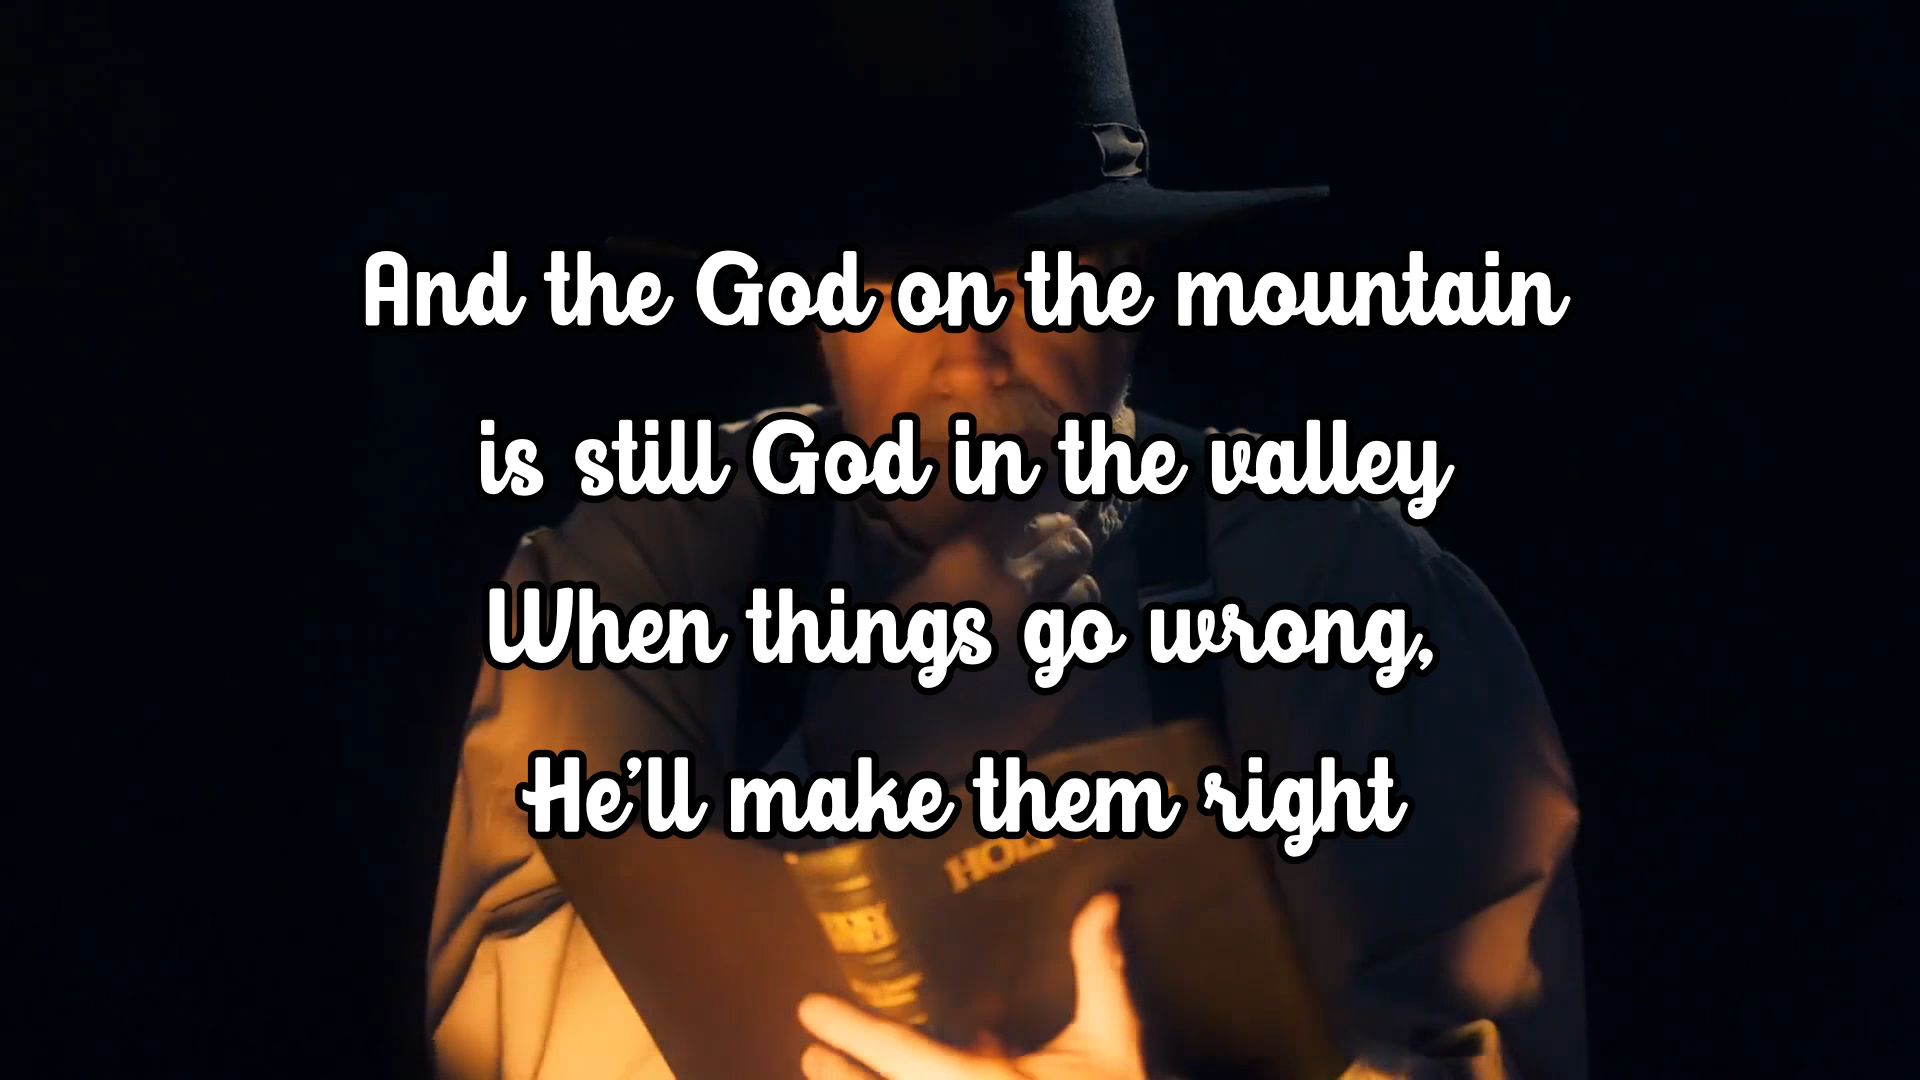 And the God on the mountain
is still God in the valley
When things go wrong,
He'll make them right
HOLY